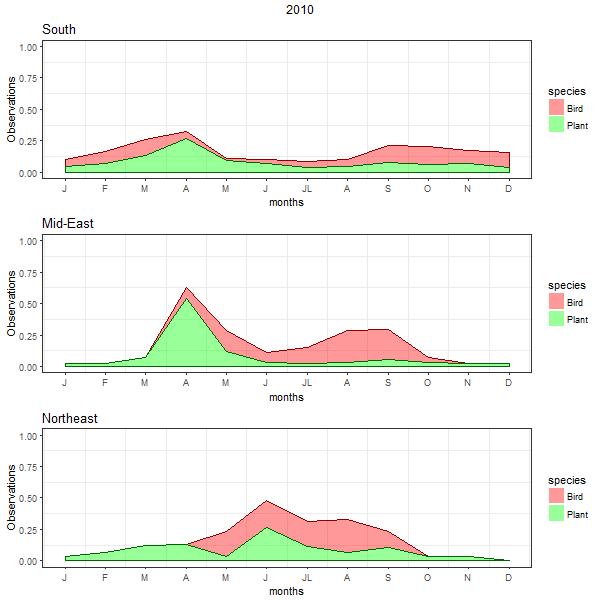 2010
South
Observations
1.00
0.75
0.50
0.25
0.00
J F M A M J JL A S O N D
months
species
Bird
Plant
Mid-East
Observations
1.00
0.75
0.50
0.25
0.00
J F M A M J JL A S O N D
months
species
Bird
Plant
Northeast
Observations
1.00
0.75
0.50
0.25
0.00
J F M A M J JL A S O N D
months
species
Bird
Plant